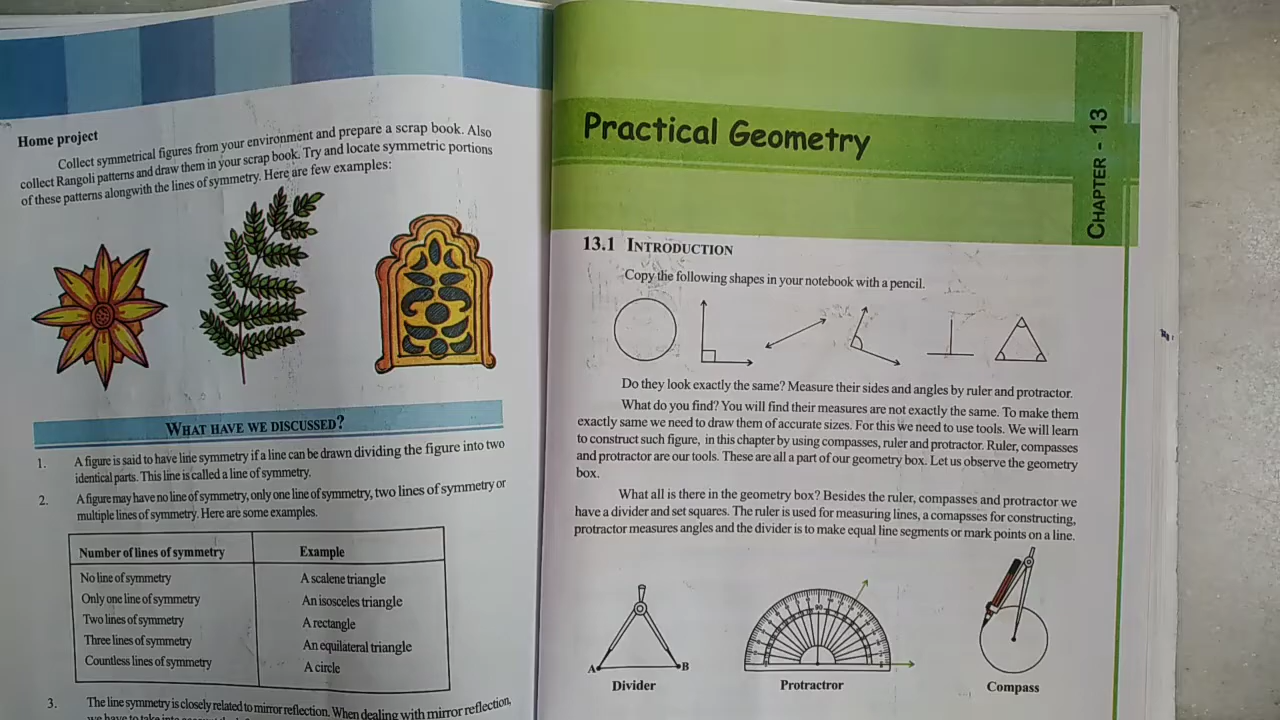 Home project
Collect symmetrical figures from your environment and prepare a scrap book. Also
collect Rangoli patterns and draw them in your scrap book. Try and locate symmetric portions
of these patterns alongwith the lines of symmetry. Here are few examples:
WHAT HAVE WE DISCUSSED?
1. A figure is said to have line symmetry if a line can be drawn dividing the figure into two
identical parts. This line is called a line of symmetry.
2. A figure may have no line of symmetry, only one line of symmetry, two lines of symmetry or
multiple lines of symmetry. Here are some examples.
Number of lines of symmetry Example
No line of symmetry A scalene triangle
Only one line of symmetry An isosceles triangle
Two lines of symmetry A rectangle
Three lines of symmetry An equilateral triangle
Countless lines of symmetry A circle
3. The line symmetry is closely related to mirror reflection. When dealing with mirror reflection,
we have to take into
Practical Geometry
CHAPTER - 13
13.1 INTRODUCTION
Copy the following shapes in your notebook with a pencil.
Do they look exactly the same? Measure their sides and angles by ruler and protractor.
What do you find? You will find their measures are not exactly the same. To make them
exactly same we need to draw them of accurate sizes. For this we need to use tools. We will learn
to construct such figure, in this chapter by using compasses, ruler and protractor. Ruler, compasses
and protractor are our tools. These are all a part of our geometry box. Let us observe the geometry
box.
What all is there in the geometry box? Besides the ruler, compasses and protractor we
have a divider and set squares. The ruler is used for measuring lines, a comapsses for constructing,
protractor measures angles and the divider is to make equal line segments or mark points on a line.
A B
90
Divider Protractror Compass